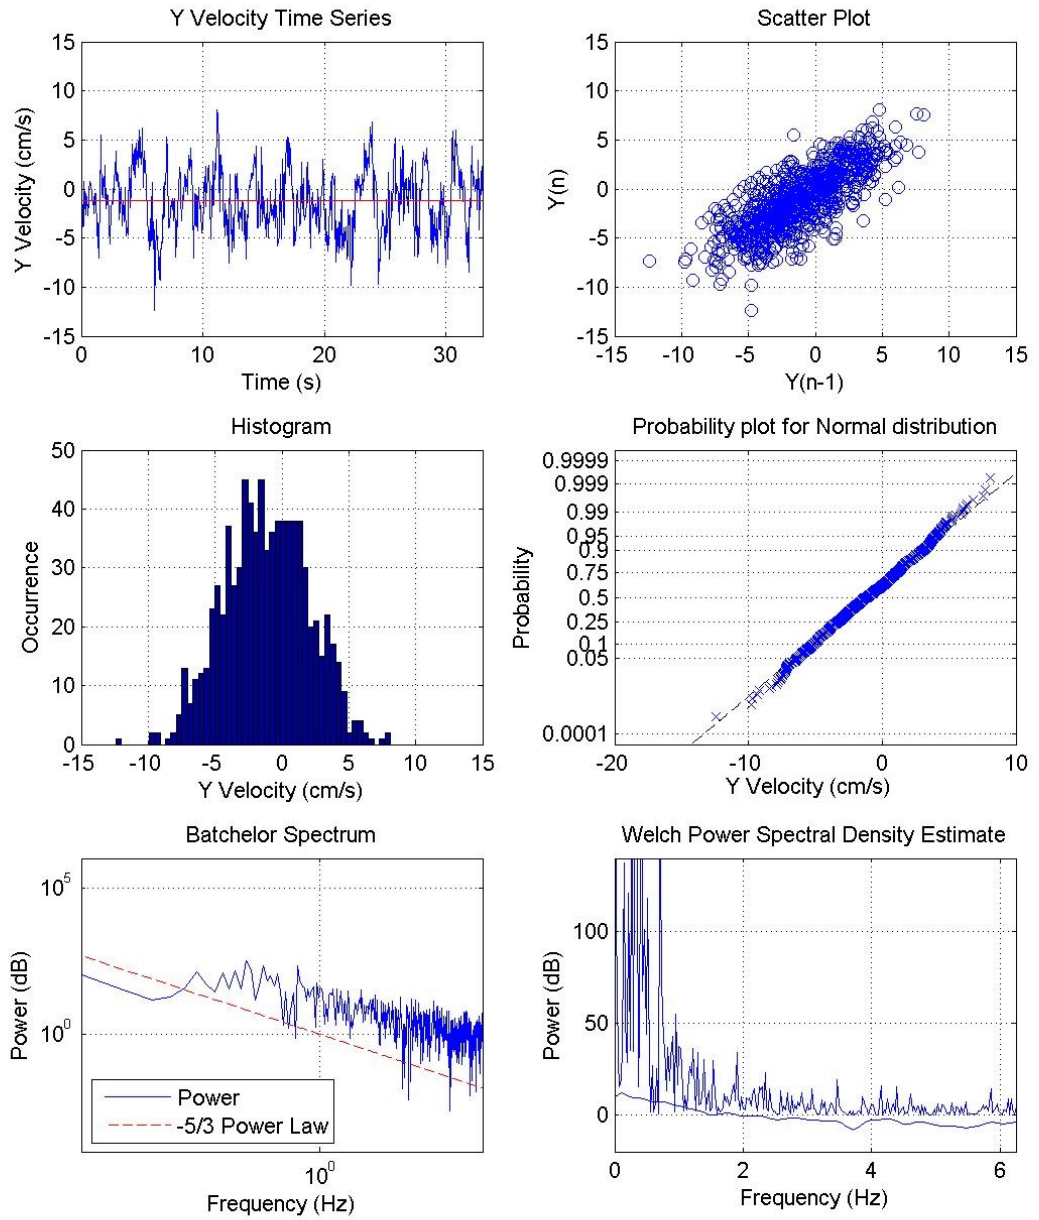 Y Velocity Time Series
15
10
5
0
-5
-10
-15
0 10 20 30
Y Velocity (cm/s)
Time (s)
Scatter Plot
15
10
5
0
-5
-10
-15
-15 -10 -5 0 5 10 15
Y(n)
Y(n-1)
Histogram
50
40
30
20
10
0
-15 -10 -5 0 5 10 15
Occurrence
Y Velocity (cm/s)
Probability plot for Normal distribution
0.9999
0.999
0.99
0.95
0.9
0.75
0.5
0.25
0.1
0.05
0.0001
-20 -10 0 10
Probability
Y Velocity (cm/s)
Batchelor Spectrum
10^5
10^0
Power (dB)
Power
-5/3 Power Law
10^0
Frequency (Hz)
Welch Power Spectral Density Estimate
100
50
0
0 2 4 6
Power (dB)
Frequency (Hz)